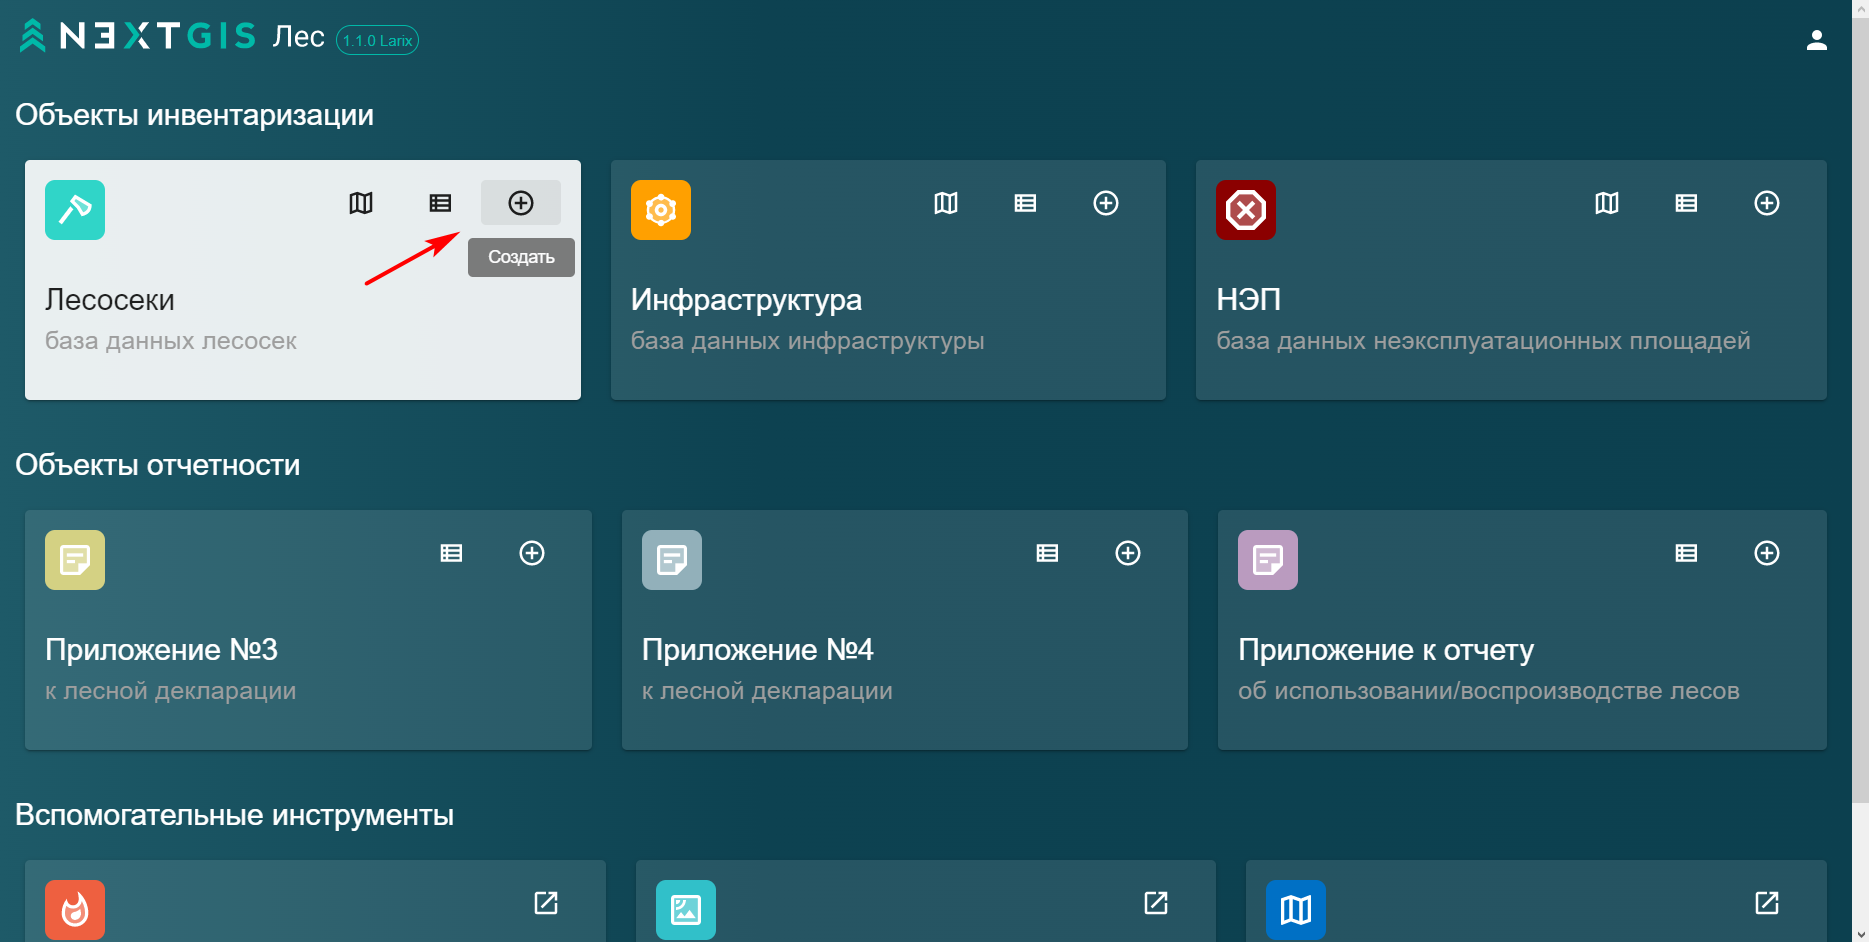 NEXTGIS Лес 1.1.0 Larix
Объекты инвентаризации
Создать
Лесосеки
база данных лесосек
Инфраструктура
база данных инфраструктуры
НЭП
база данных неэксплуатационных площадей
Объекты отчетности
Приложение №3
к лесной декларации
Приложение №4
к лесной декларации
Приложение к отчету
об использовании/воспроизводстве лесов
Вспомогательные инструменты